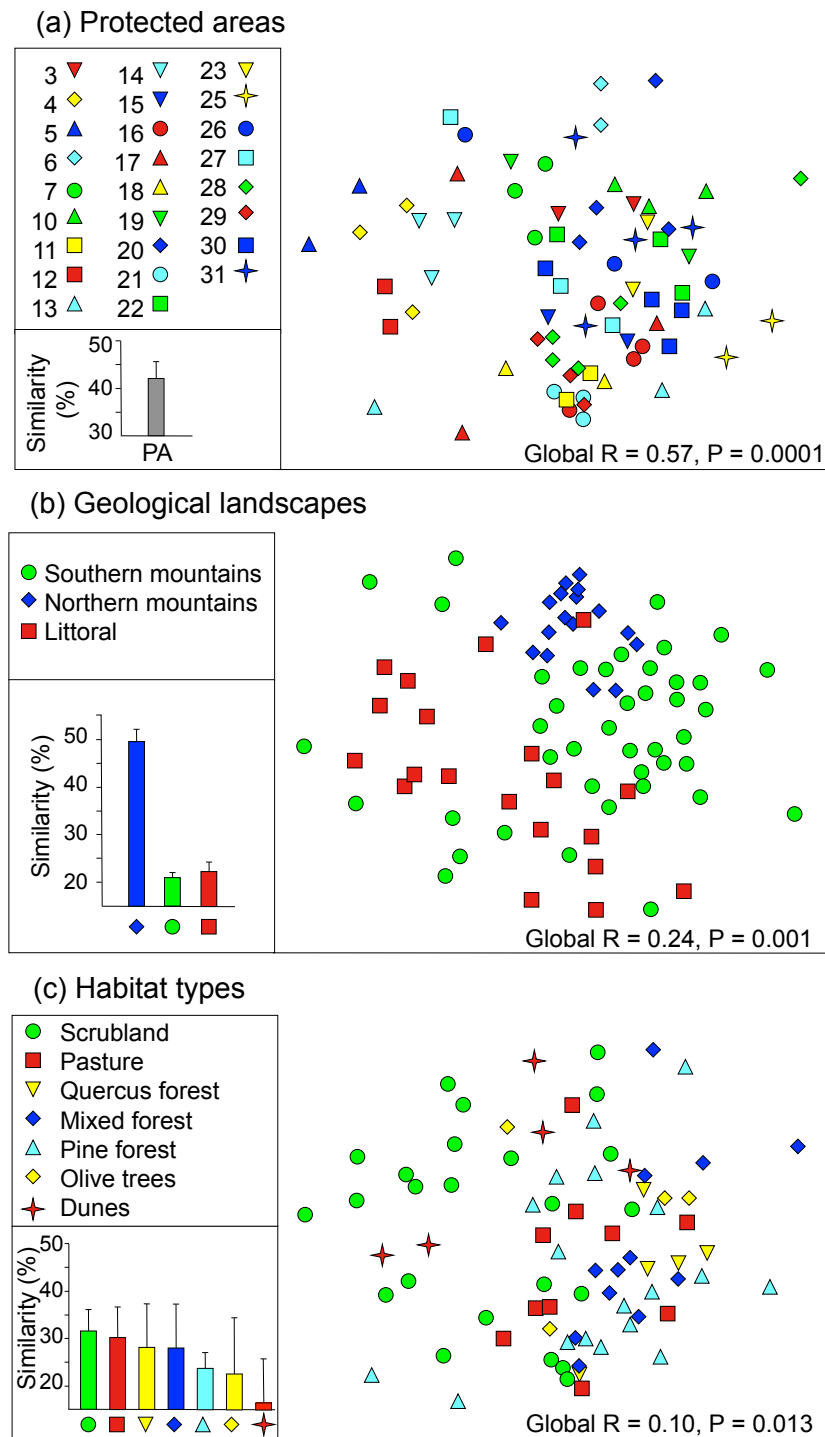 (a) Protected areas
3 14 23
4 15 25
5 16 26
6 17 27
7 18 28
10 19 29
11 20 30
12 21 31
13 22
50
40
30
Similarity (%)
PA
Global R = 0.57, P = 0.0001
(b) Geological landscapes
Southern mountains
Northern mountains
Littoral
50
40
30
20
Similarity (%)
Global R = 0.24, P = 0.001
(c) Habitat types
Scrubland
Pasture
Quercus forest
Mixed forest
Pine forest
Olive trees
Dunes
50
40
30
20
Similarity (%)
Global R = 0.10, P = 0.013